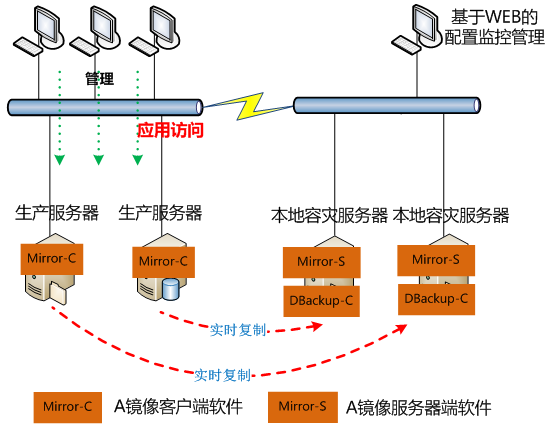 基于WEB的
配置监控管理
管理
应用访问
生产服务器
生产服务器
本地容灾服务器
本地容灾服务器
Mirror-C
Mirror-C
Mirror-S
Mirror-S
DBackup-C
DBackup-C
实时复制
实时复制
Mirror-C
A镜像客户端软件
Mirror-S
A镜像服务器端软件